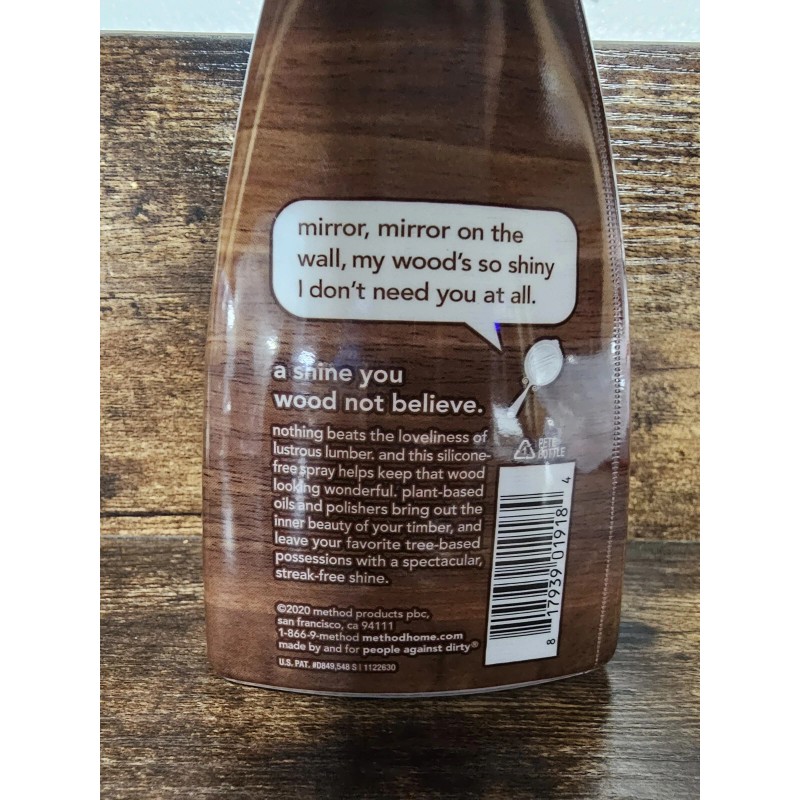 mirror, mirror on the
wall, my wood's so shiny
I don't need you at all.
a shine you
wood not believe.
nothing beats the loveliness of
lustrous lumber. and this silicone-
free spray helps keep that wood
looking wonderful. plant-based
oils and polishers bring out the
inner beauty of your timber, and
leave your favorite tree-based
possessions with a spectacular,
streak-free shine.
1
PETE
BOTTLE
8 17939 01918 4
©2020 method products pbc,
san francisco, ca 94111
1-866-9-method methodhome.com
made by and for people against dirty®
U.S. PAT. #D849,548 S | 1122630